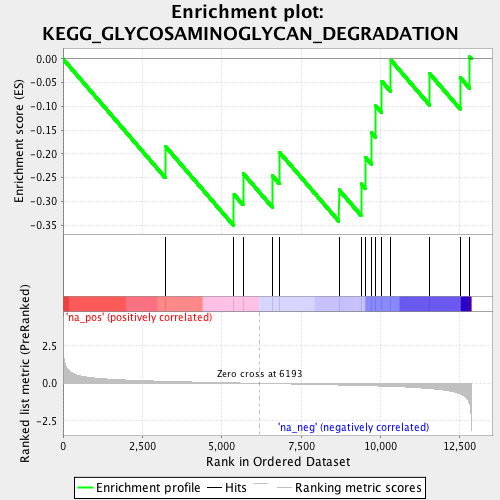 Enrichment plot:
KEGG_GLYCOSAMINOGLYCAN_DEGRADATION
Enrichment score (ES)
0.00
-0.05
-0.10
-0.15
-0.20
-0.25
-0.30
-0.35
'na_pos' (positively correlated)
Ranked list metric (PreRanked)
2.5
0.0
-2.5
Zero cross at 6193
'na_neg' (negatively correlated)
0 2,500 5,000 7,500 10,000 12,500
Rank in Ordered Dataset
Enrichment profile Hits Ranking metric scores